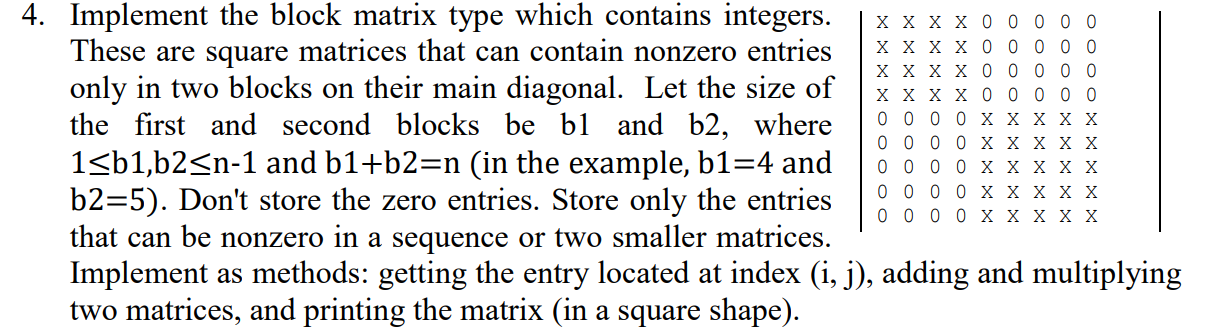 4. Implement the block matrix type which contains integers.
These are square matrices that can contain nonzero entries
only in two blocks on their main diagonal. Let the size of
the first and second blocks be b1 and b2, where
1≤b1,b2≤n-1 and b1+b2=n (in the example, b1=4 and
b2=5). Don't store the zero entries. Store only the entries
that can be nonzero in a sequence or two smaller matrices.
Implement as methods: getting the entry located at index (i, j), adding and multiplying
two matrices, and printing the matrix (in a square shape).
x x x x 0 0 0 0 0
x x x x 0 0 0 0 0
x x x x 0 0 0 0 0
x x x x 0 0 0 0 0
0 0 0 0 x x x x x
0 0 0 0 x x x x x
0 0 0 0 x x x x x
0 0 0 0 x x x x x
0 0 0 0 x x x x x